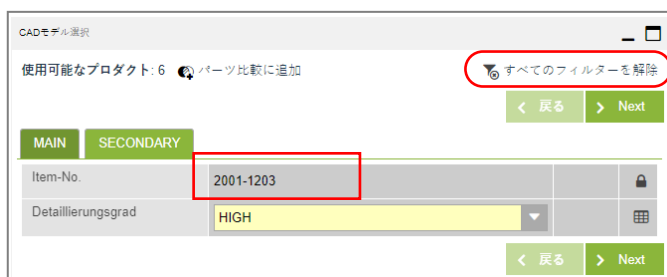 CADモデル選択
使用可能なプロダクト: 6 パーツ比較に追加 すべてのフィルターを解除
戻る Next
MAIN SECONDARY
Item-No. 2001-1203
Detaillierungsgrad HIGH
戻る Next